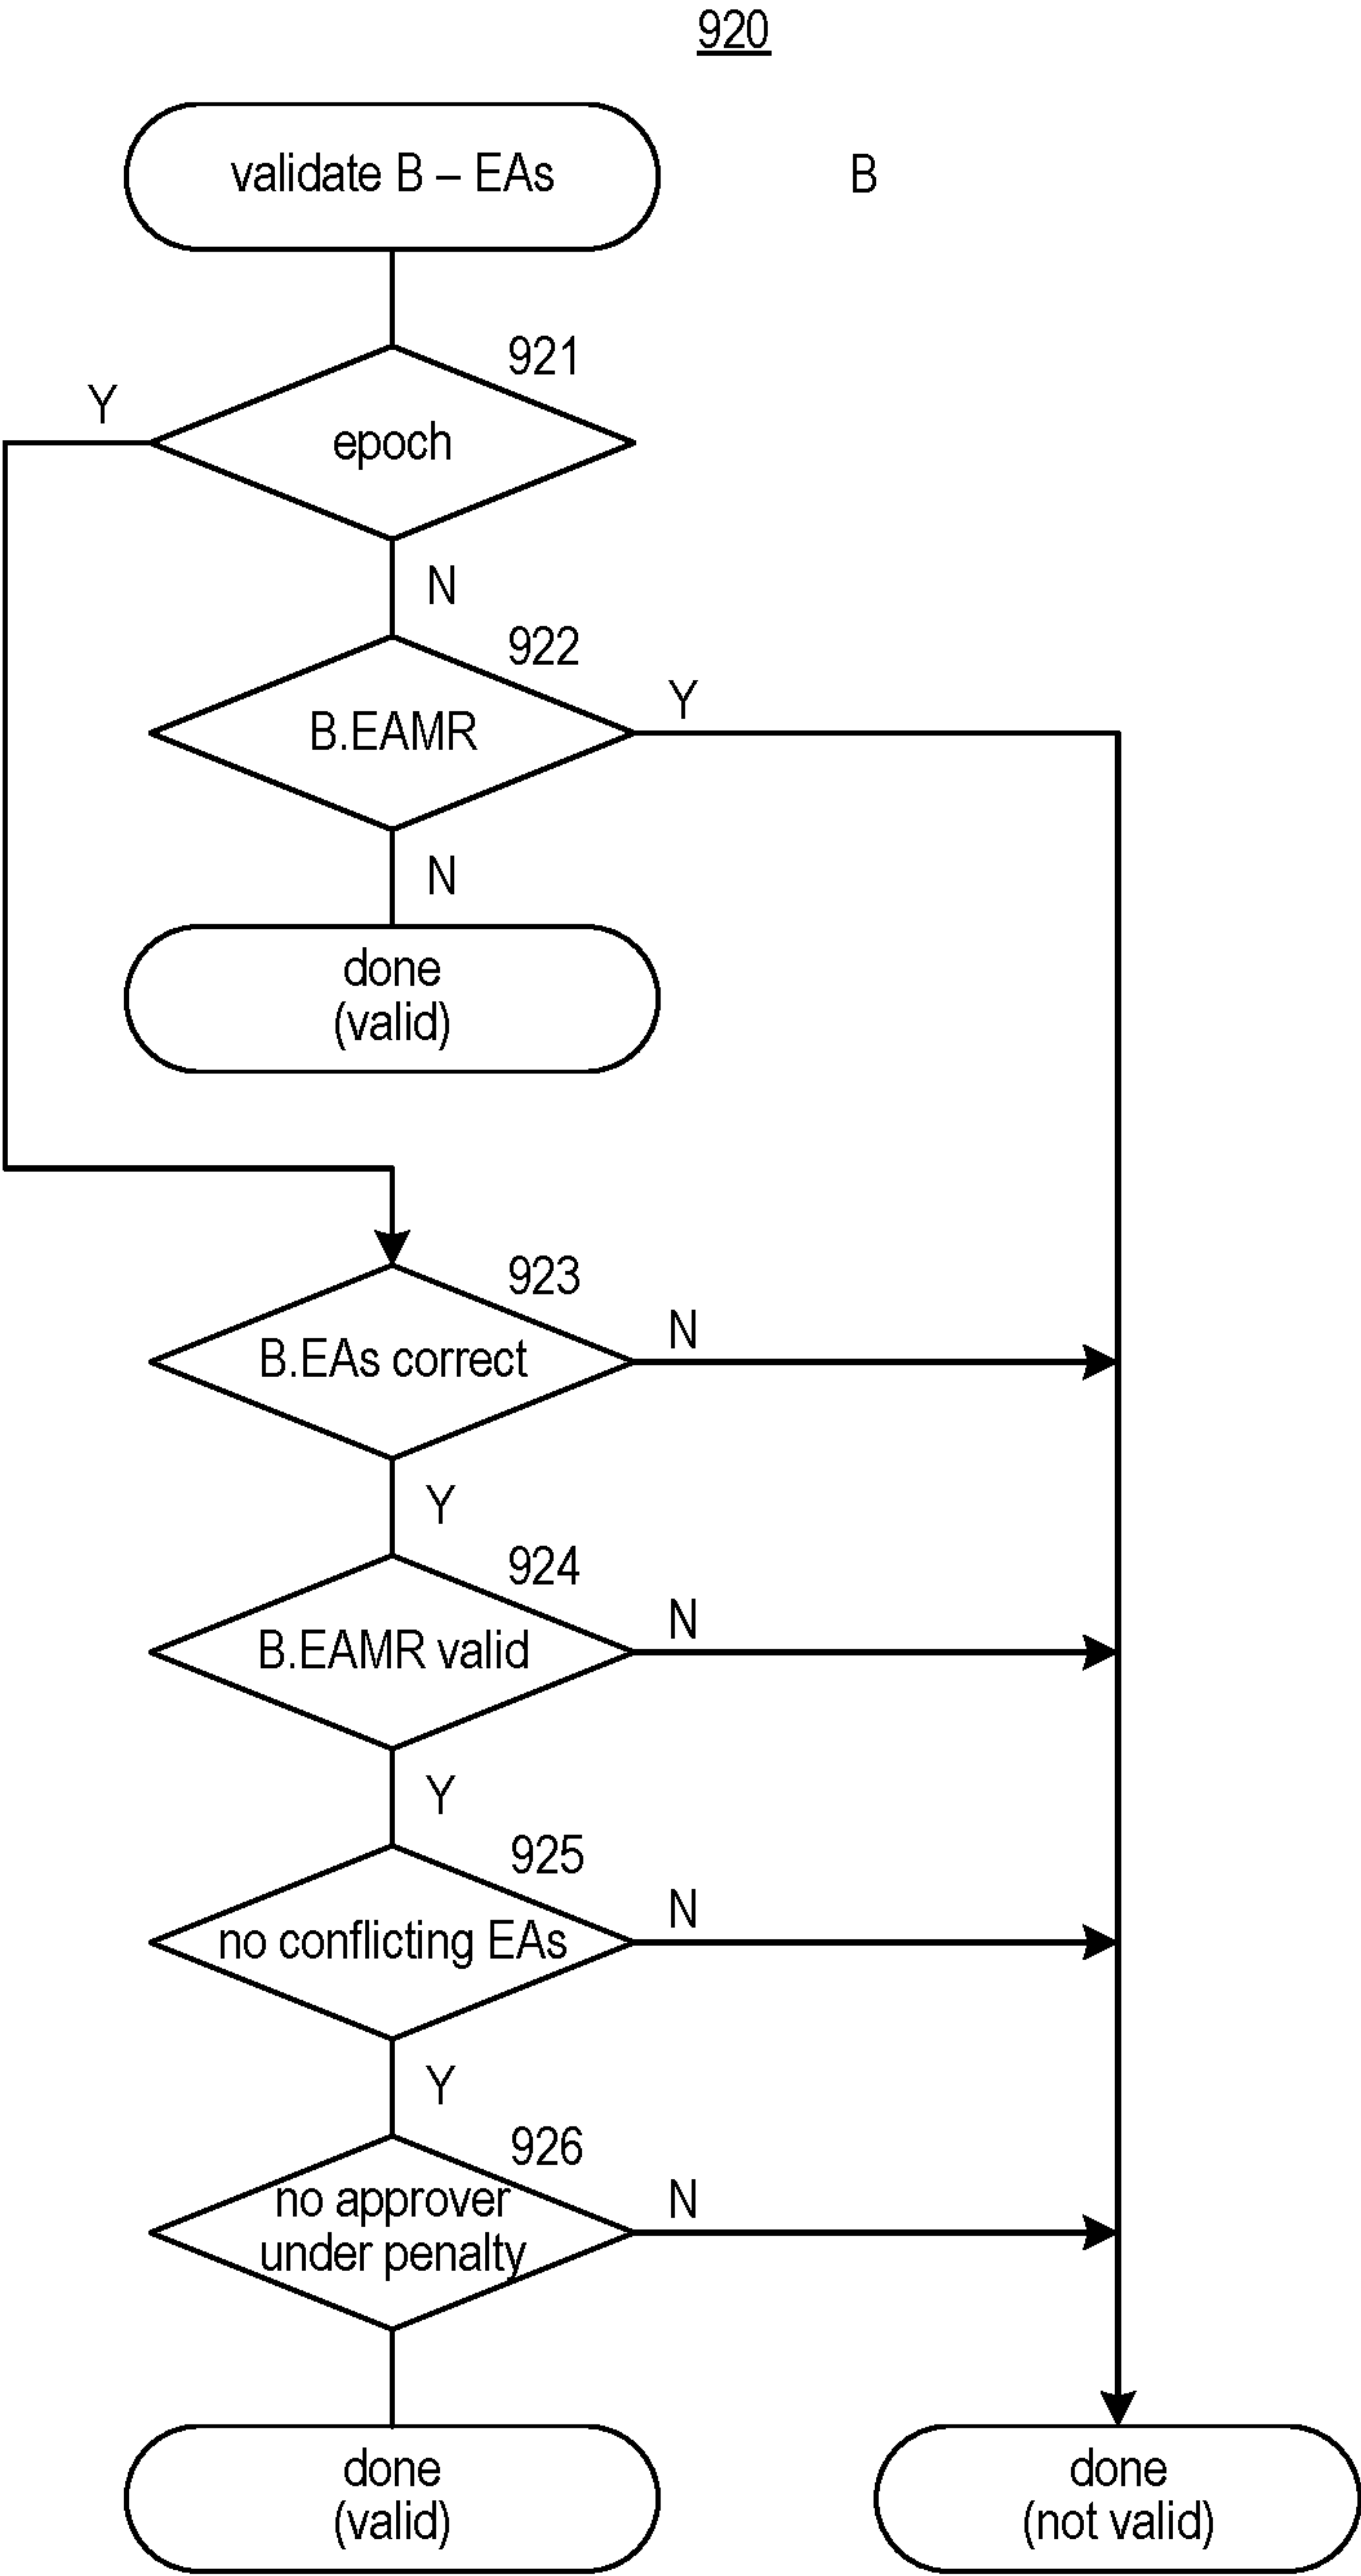 920
validate B – EAs
B
921
Y
epoch
N
922
Y
B.EAMR
N
done
(valid)
923
N
B.EAs correct
Y
924
N
B.EAMR valid
Y
925
N
no conflicting EAs
Y
926
N
no approver
under penalty
done
(valid)
done
(not valid)